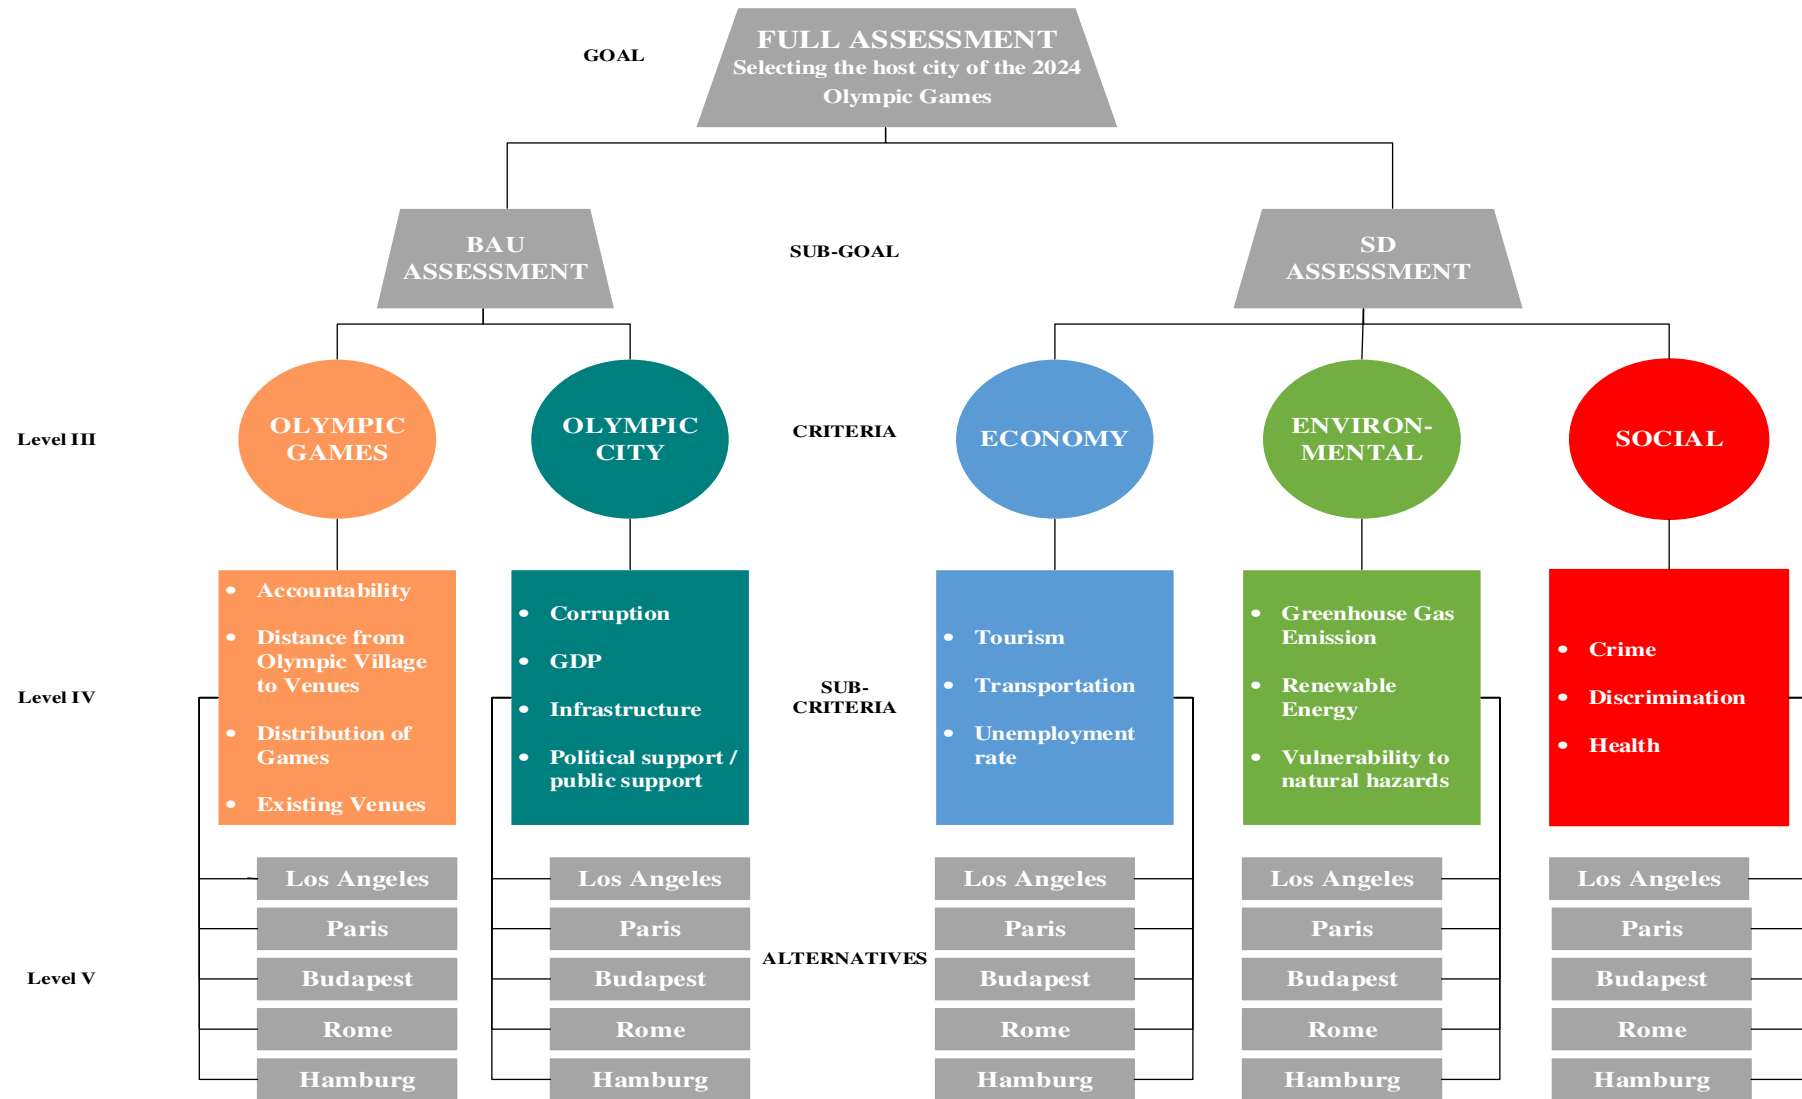 GOAL
FULL ASSESSMENT
Selecting the host city of the 2024
Olympic Games
BAU
ASSESSMENT
SUB-GOAL
SD
ASSESSMENT
Level III
OLYMPIC
GAMES
OLYMPIC
CITY
CRITERIA
ECONOMY
ENVIRON-
MENTAL
SOCIAL
Level IV
• Accountability
• Distance from
Olympic Village
to Venues
• Distribution of
Games
• Existing Venues
• Corruption
• GDP
• Infrastructure
• Political support /
public support
SUB-
CRITERIA
• Tourism
• Transportation
• Unemployment
rate
• Greenhouse Gas
Emission
• Renewable
Energy
• Vulnerability to
natural hazards
• Crime
• Discrimination
• Health
Level V
Los Angeles
Paris
Budapest
Rome
Hamburg
Los Angeles
Paris
Budapest
Rome
Hamburg
ALTERNATIVES
Los Angeles
Paris
Budapest
Rome
Hamburg
Los Angeles
Paris
Budapest
Rome
Hamburg
Los Angeles
Paris
Budapest
Rome
Hamburg